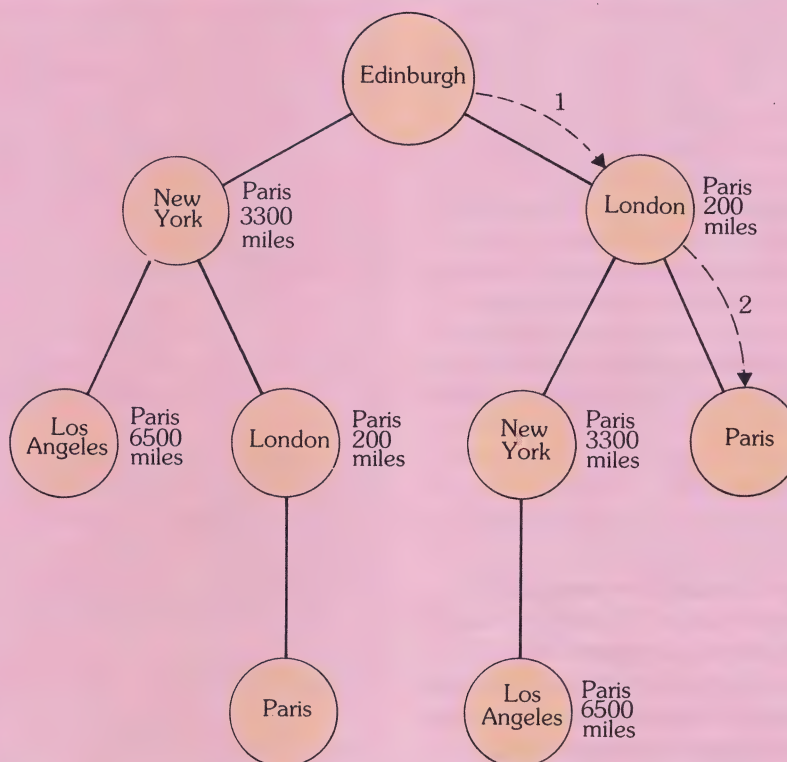 Edinburgh
1
New
York
Paris
3300
miles
London
Paris
200
miles
2
Los
Angeles
Paris
6500
miles
London
Paris
200
miles
New
York
Paris
3300
miles
Paris
Paris
Los
Angeles
Paris
6500
miles